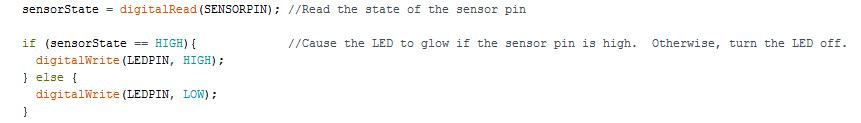 sensorState = digitalRead(SENSORPIN); //Read the state of the sensor pin
if (sensorState == HIGH){ //Cause the LED to glow if the sensor pin is high.  Otherwise, turn the LED off.
digitalWrite(LEDPIN, HIGH);
} else {
digitalWrite(LEDPIN, LOW);
}